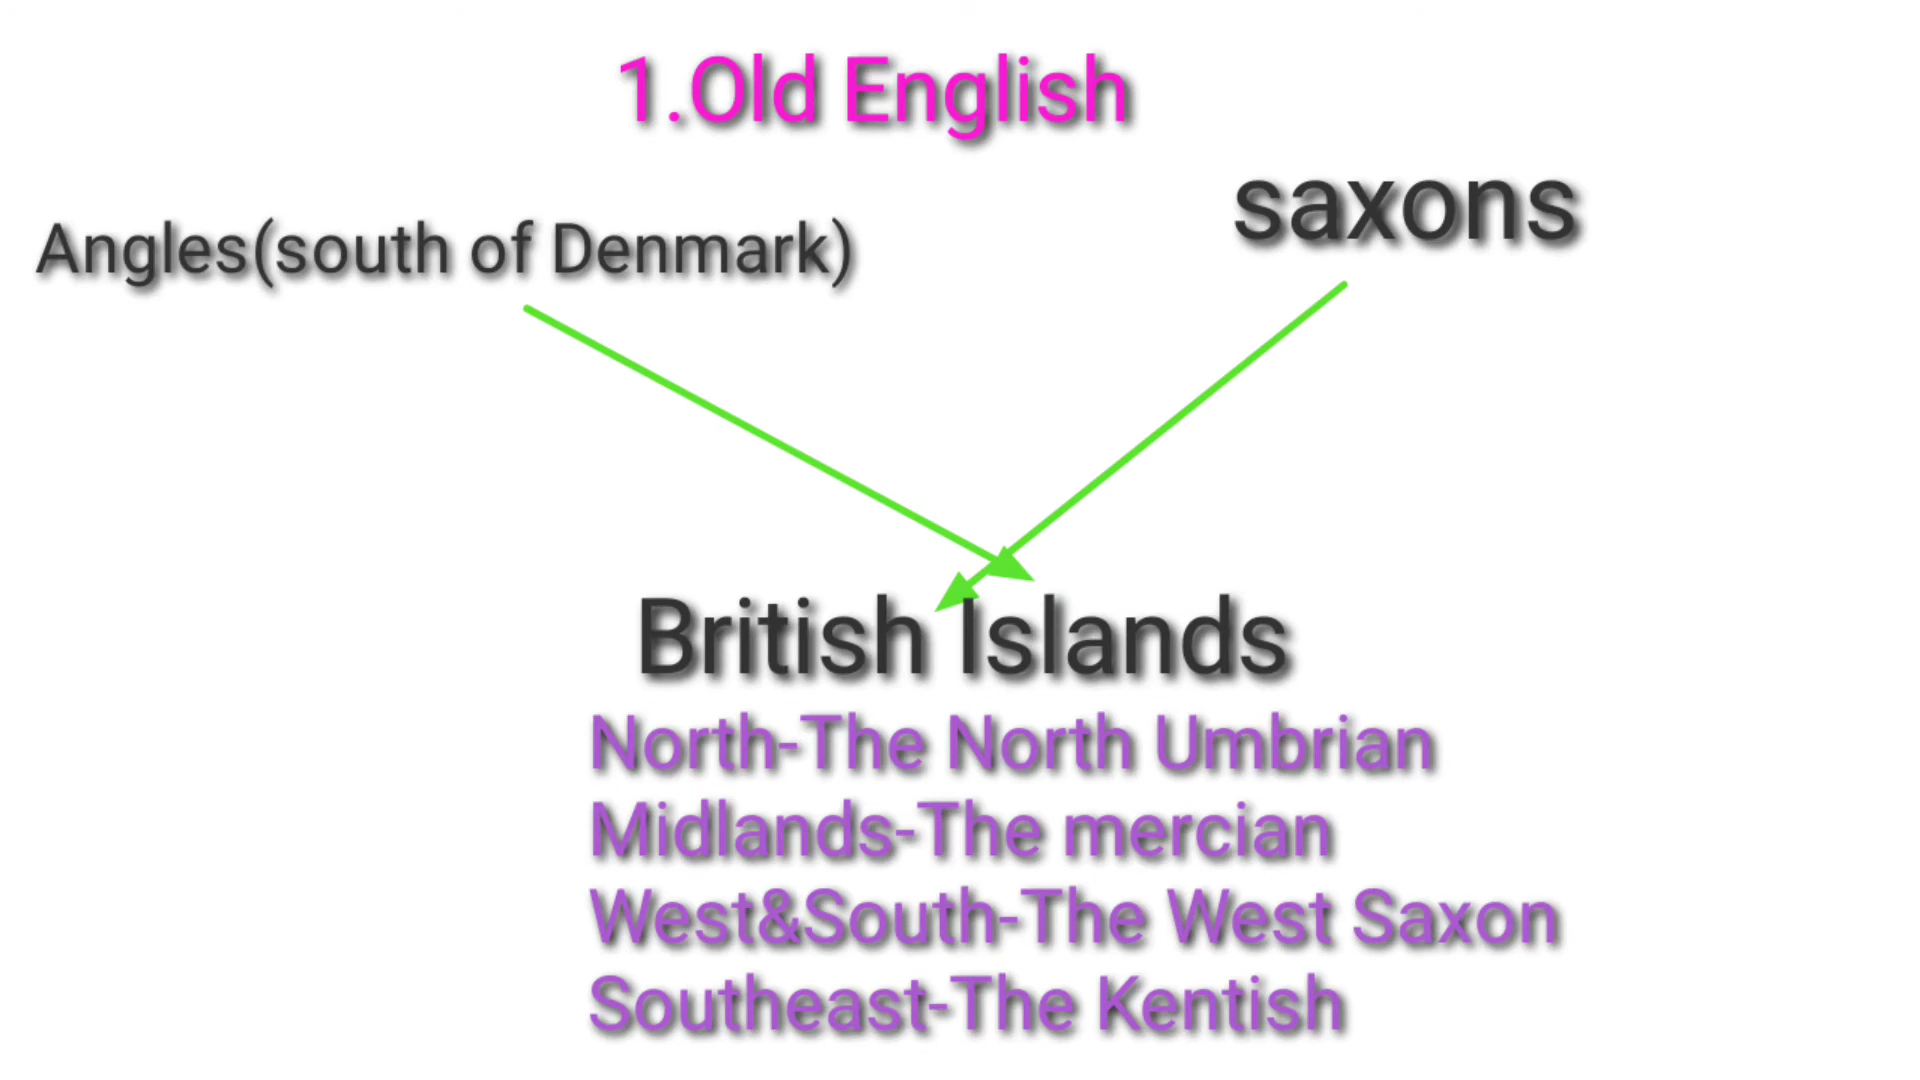 1.Old English
Angles(south of Denmark)
saxons
British Islands
North-The North Umbrian
Midlands-The mercian
West&South-The West Saxon
Southeast-The Kentish